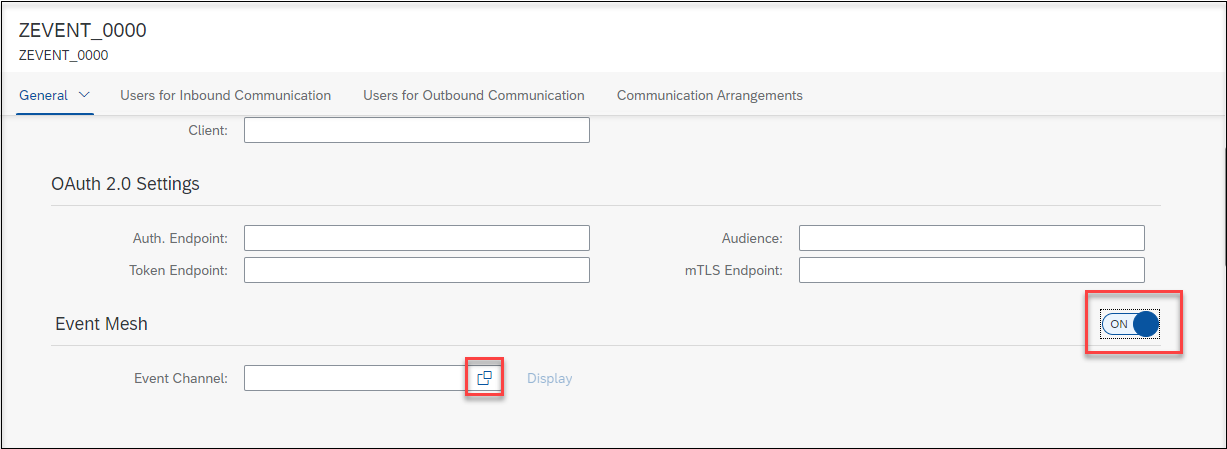 ZEVENT_0000
ZEVENT_0000
General Users for Inbound Communication Users for Outbound Communication Communication Arrangements
Client:
OAuth 2.0 Settings
Auth. Endpoint: Audience:
Token Endpoint: mTLS Endpoint:
Event Mesh ON
Event Channel: Display